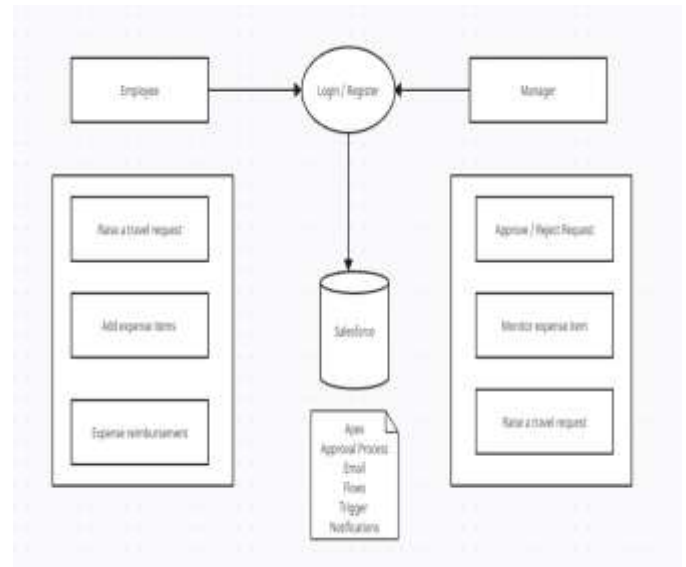 Employee
Login / Register
Manager
Raise a travel request
Add expense items
Expense reimbursement
Salesforce
Apex
Approval Process
Email
Flows
Trigger
Notifications
Approve / Reject Request
Monitor expense item
Raise a travel request